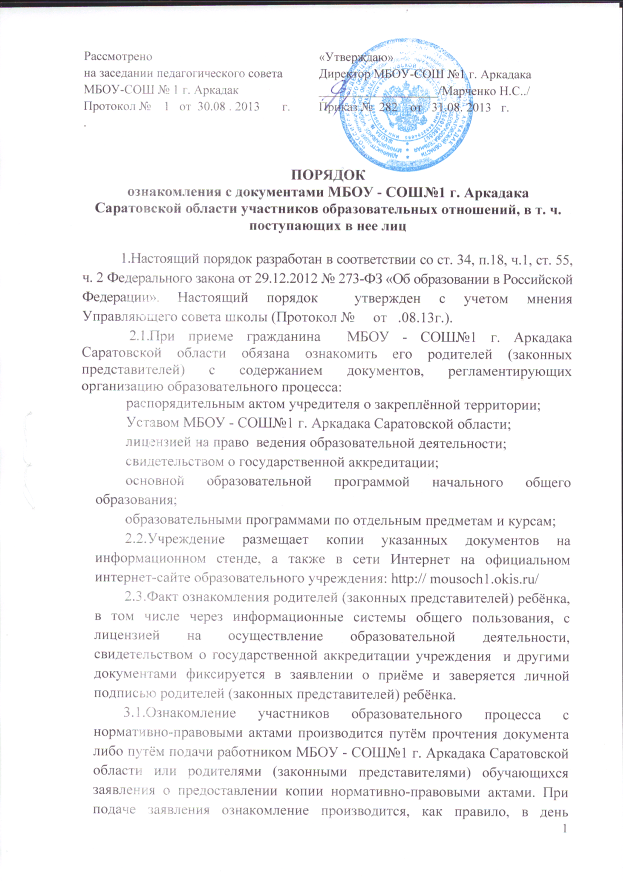 Рассмотрено
на заседании педагогического совета
МБОУ-СОШ № 1 г. Аркадак
Протокол № 1 от 30.08 . 2013 г.
.
«Утверждаю»
Директор МБОУ-СОШ №1 г. Аркадака
/Марченко Н.С../
Приказ № 282 от 31.08. 2013 г.
ПОРЯДОК
ознакомления с документами МБОУ - СОШ№1 г. Аркадака
Саратовской области участников образовательных отношений, в т. ч.
поступающих в нее лиц
1.Настоящий порядок разработан в соответствии со ст. 34, п.18, ч.1, ст. 55,
ч. 2 Федерального закона от 29.12.2012 № 273-ФЗ «Об образовании в Российской
Федерации». Настоящий порядок утвержден с учетом мнения
Управляющего совета школы (Протокол № от .08.13г.).
2.1.При приеме гражданина МБОУ - СОШ№1 г. Аркадака
Саратовской области обязана ознакомить его родителей (законных
представителей) с содержанием документов, регламентирующих
организацию образовательного процесса:
распорядительным актом учредителя о закреплённой территории;
Уставом МБОУ - СОШ№1 г. Аркадака Саратовской области;
лицензией на право ведения образовательной деятельности;
свидетельством о государственной аккредитации;
основной образовательной программой начального общего
образования;
образовательными программами по отдельным предметам и курсам;
2.2.Учреждение размещает копии указанных документов на
информационном стенде, а также в сети Интернет на официальном
интернет-сайте образовательного учреждения: http:// mousoch1.okis.ru/
2.3.Факт ознакомления родителей (законных представителей) ребёнка,
в том числе через информационные системы общего пользования, с
лицензией на осуществление образовательной деятельности,
свидетельством о государственной аккредитации учреждения и другими
документами фиксируется в заявлении о приёме и заверяется личной
подписью родителей (законных представителей) ребёнка.
3.1.Ознакомление участников образовательного процесса с
нормативно-правовыми актами производится путём прочтения документа
либо путём подачи работником МБОУ - СОШ№1 г. Аркадака Саратовской
области или родителями (законными представителями) обучающихся
заявления о предоставлении копии нормативно-правовыми актами. При
подаче заявления ознакомление производится, как правило, в день
1